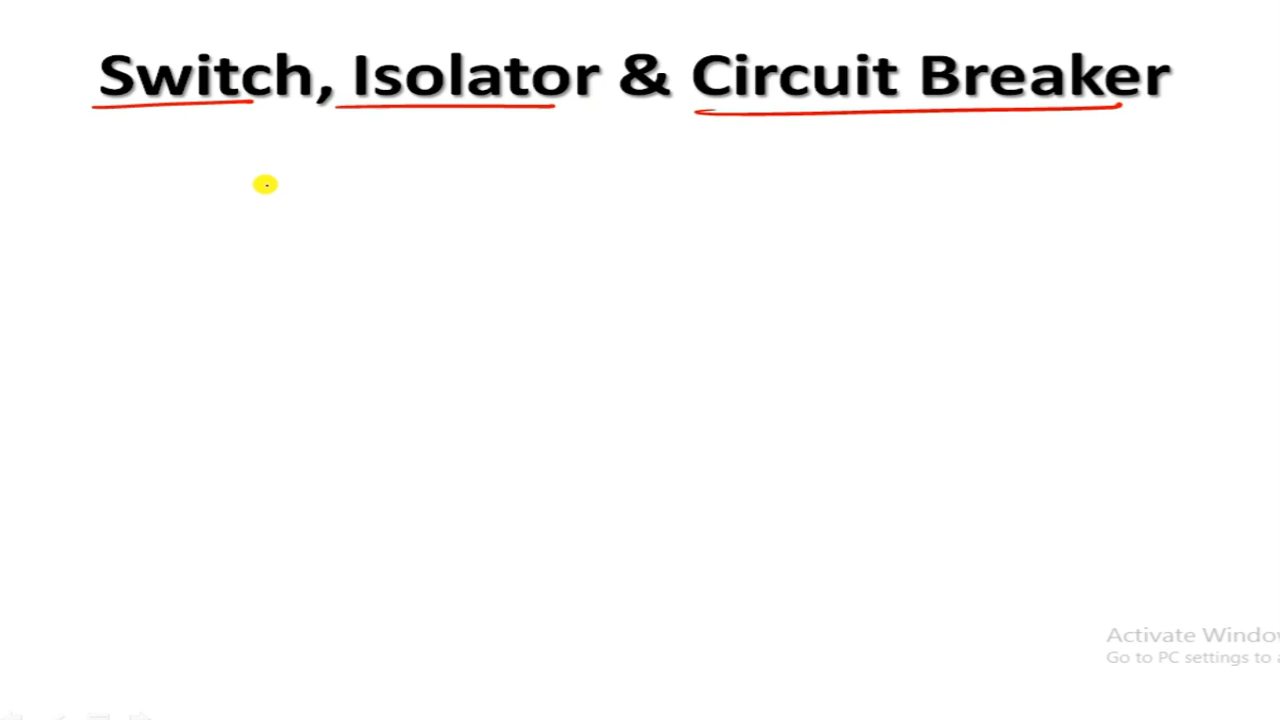 Switch, Isolator & Circuit Breaker
Activate Windo
Go to PC settings to a